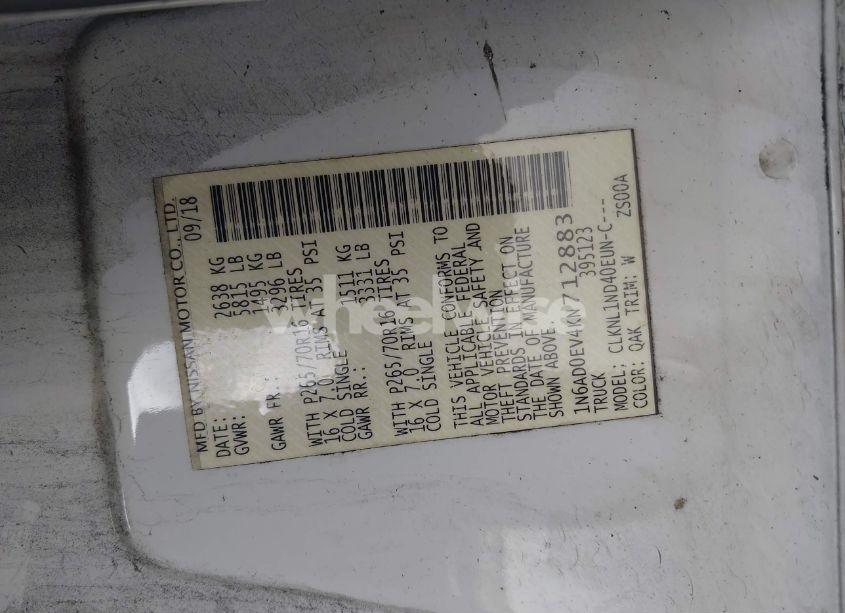 MFD BY NISSAN MOTOR CO., LTD.
DATE: 09/18
GVWR: 2638 KG
5815 LB
GAWR FR.: 1495 KG
3296 LB
WITH P265/70R16 TIRES
16 X 7.0 RIMS AT 35 PSI
COLD SINGLE
GAWR RR.: 1511 KG
3331 LB
WITH P265/70R16 TIRES
16 X 7.0 RIMS AT 35 PSI
COLD SINGLE
THIS VEHICLE CONFORMS TO
ALL APPLICABLE FEDERAL
MOTOR VEHICLE SAFETY AND
THEFT PREVENTION
STANDARDS IN EFFECT ON
THE DATE OF MANUFACTURE
SHOWN ABOVE.
1N6AD0EV4KN712883
TRUCK 395123
MODEL: CLKNL1ND40EUN-C---
COLOR: QAK TRIM: W ZS00A